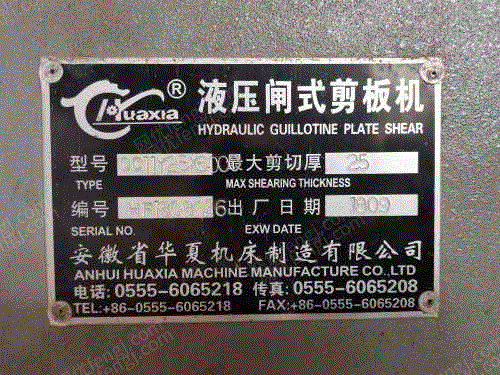 Huaxia ® 液压闸式剪板机
HYDRAULIC GUILLOTINE PLATE SHEAR
型号 最大剪切厚 25
TYPE MAX SHEARING THICKNESS
编号 出厂日期 1809
SERIAL NO. EXW DATE
安徽省华夏机床制造有限公司
ANHUI HUAXIA MACHINE MANUFACTURE CO.,LTD
电话: 0555-6065218 传真: 0555-6065208
TEL:+86-0555-6065218 FAX:+86-0555-6065208